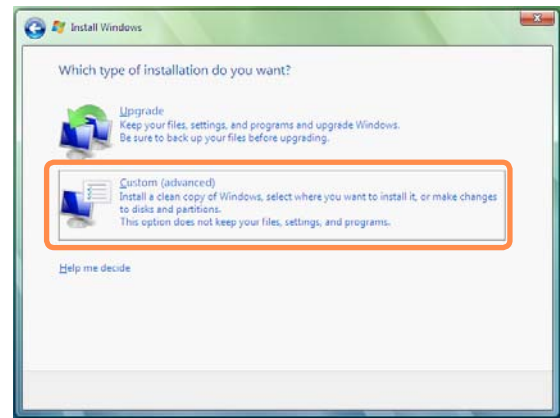 Install Windows
Which type of installation do you want?
Upgrade
Keep your files, settings, and programs and upgrade Windows.
Be sure to back up your files before upgrading.
Custom (advanced)
Install a clean copy of Windows, select where you want to install it, or make changes
to disks and partitions.
This option does not keep your files, settings, and programs.
Help me decide